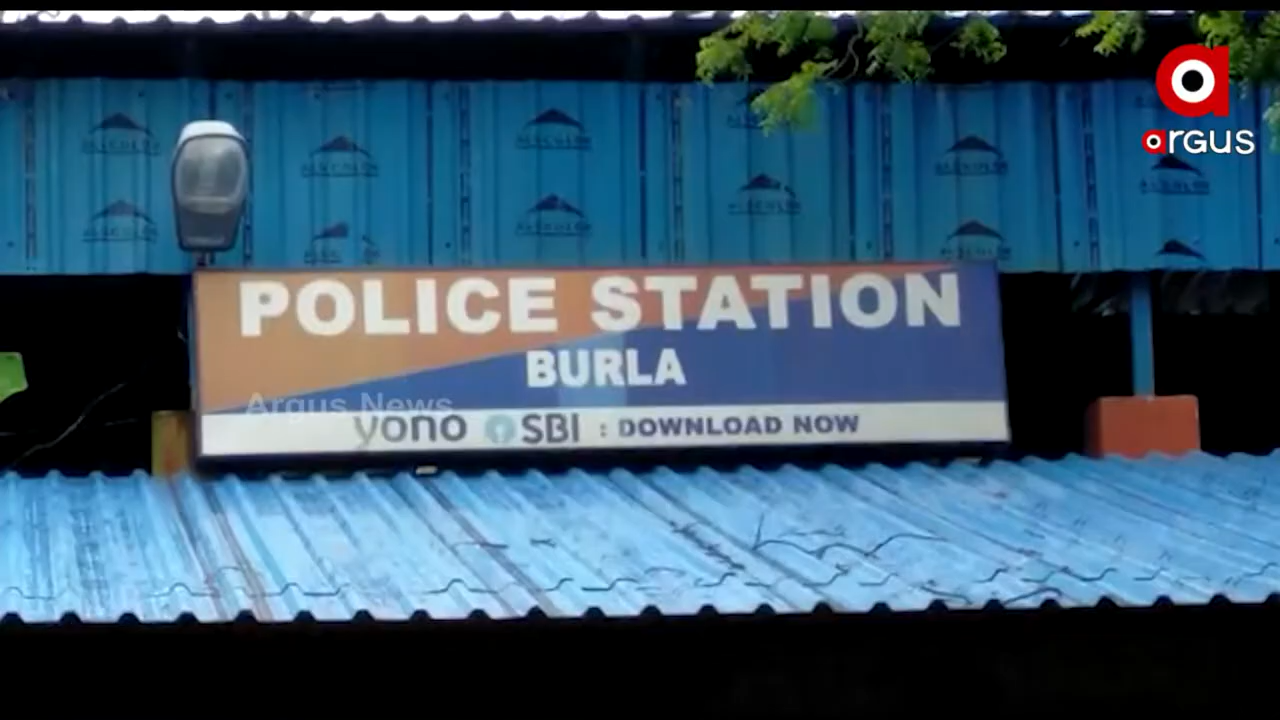 argus
POLICE STATION
BURLA
Argus News
yono SBI : DOWNLOAD NOW